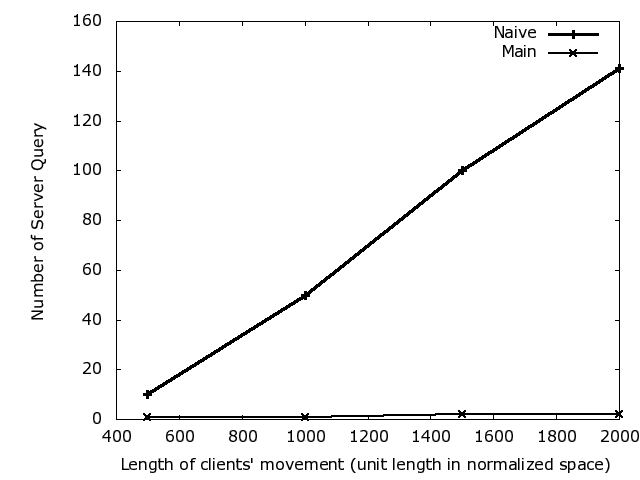 160
140
120
100
80
60
40
20
0
Number of Server Query
Naive
Main
400 600 800 1000 1200 1400 1600 1800 2000
Length of clients' movement (unit length in normalized space)